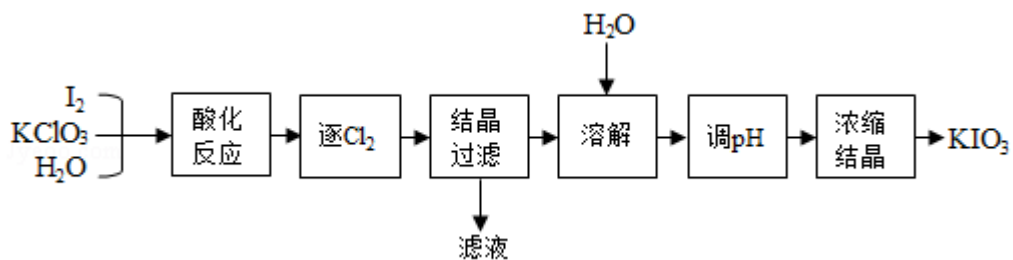 H₂O
I₂
KClO₃
H₂O
酸化
反应
逐Cl₂
结晶
过滤
溶解
调pH
浓缩
结晶
KIO₃
滤液